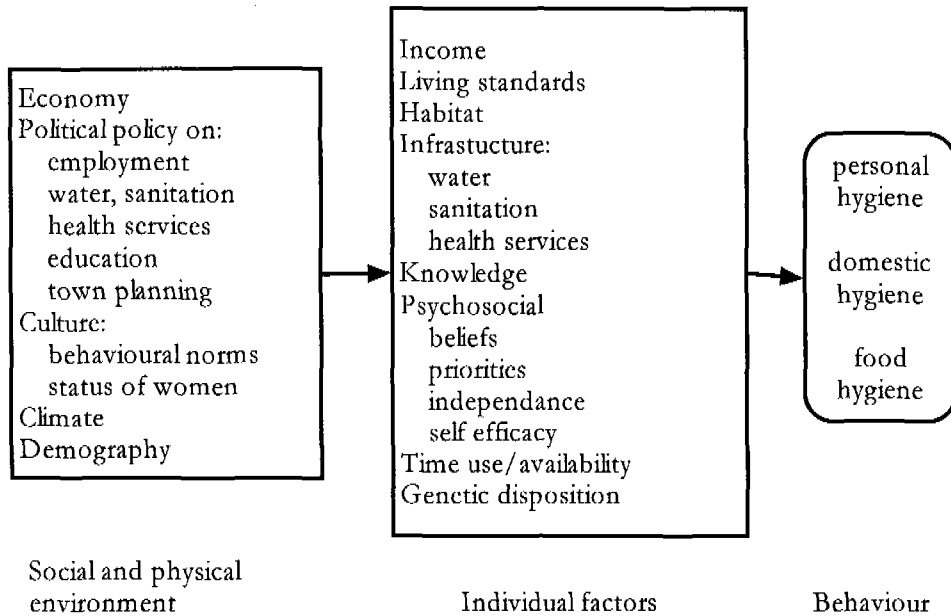 Economy
Political policy on:
employment
water, sanitation
health services
education
town planning
Culture:
behavioural norms
status of women
Climate
Demography
Social and physical
environment
Income
Living standards
Habitat
Infrastucture:
water
sanitation
health services
Knowledge
Psychosocial
beliefs
priorities
independance
self efficacy
Time use/availability
Genetic disposition
Individual factors
personal
hygiene
domestic
hygiene
food
hygiene
Behaviour